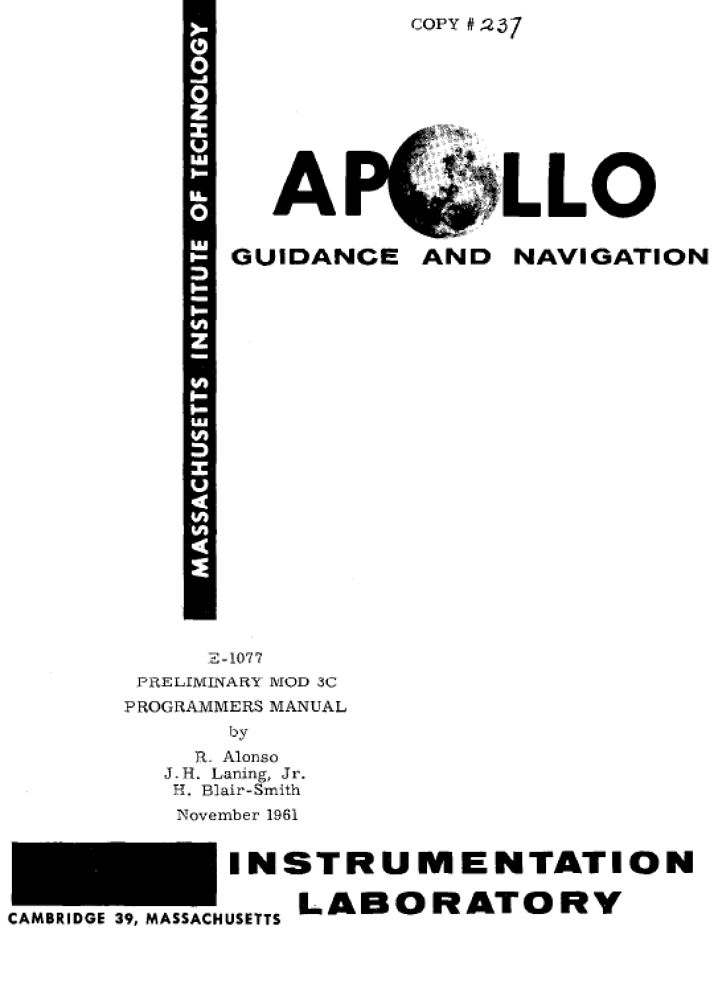 COPY # 237
MASSACHUSETTS INSTITUTE OF TECHNOLOGY
APOLLO
GUIDANCE AND NAVIGATION
E-1077
PRELIMINARY MOD 3C
PROGRAMMERS MANUAL
by
R. Alonso
J.H. Laning, Jr.
H. Blair-Smith
November 1961
INSTRUMENTATION
LABORATORY
CAMBRIDGE 39, MASSACHUSETTS